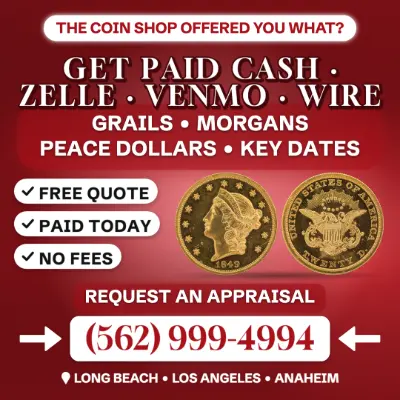 THE COIN SHOP OFFERED YOU WHAT?
GET PAID CASH ·
ZELLE · VENMO · WIRE
GRAILS • MORGANS
PEACE DOLLARS • KEY DATES
✓ FREE QUOTE
✓ PAID TODAY
✓ NO FEES
1849
UNITED STATES OF AMERICA
TWENTY D.
REQUEST AN APPRAISAL
(562) 999-4994
LONG BEACH • LOS ANGELES • ANAHEIM